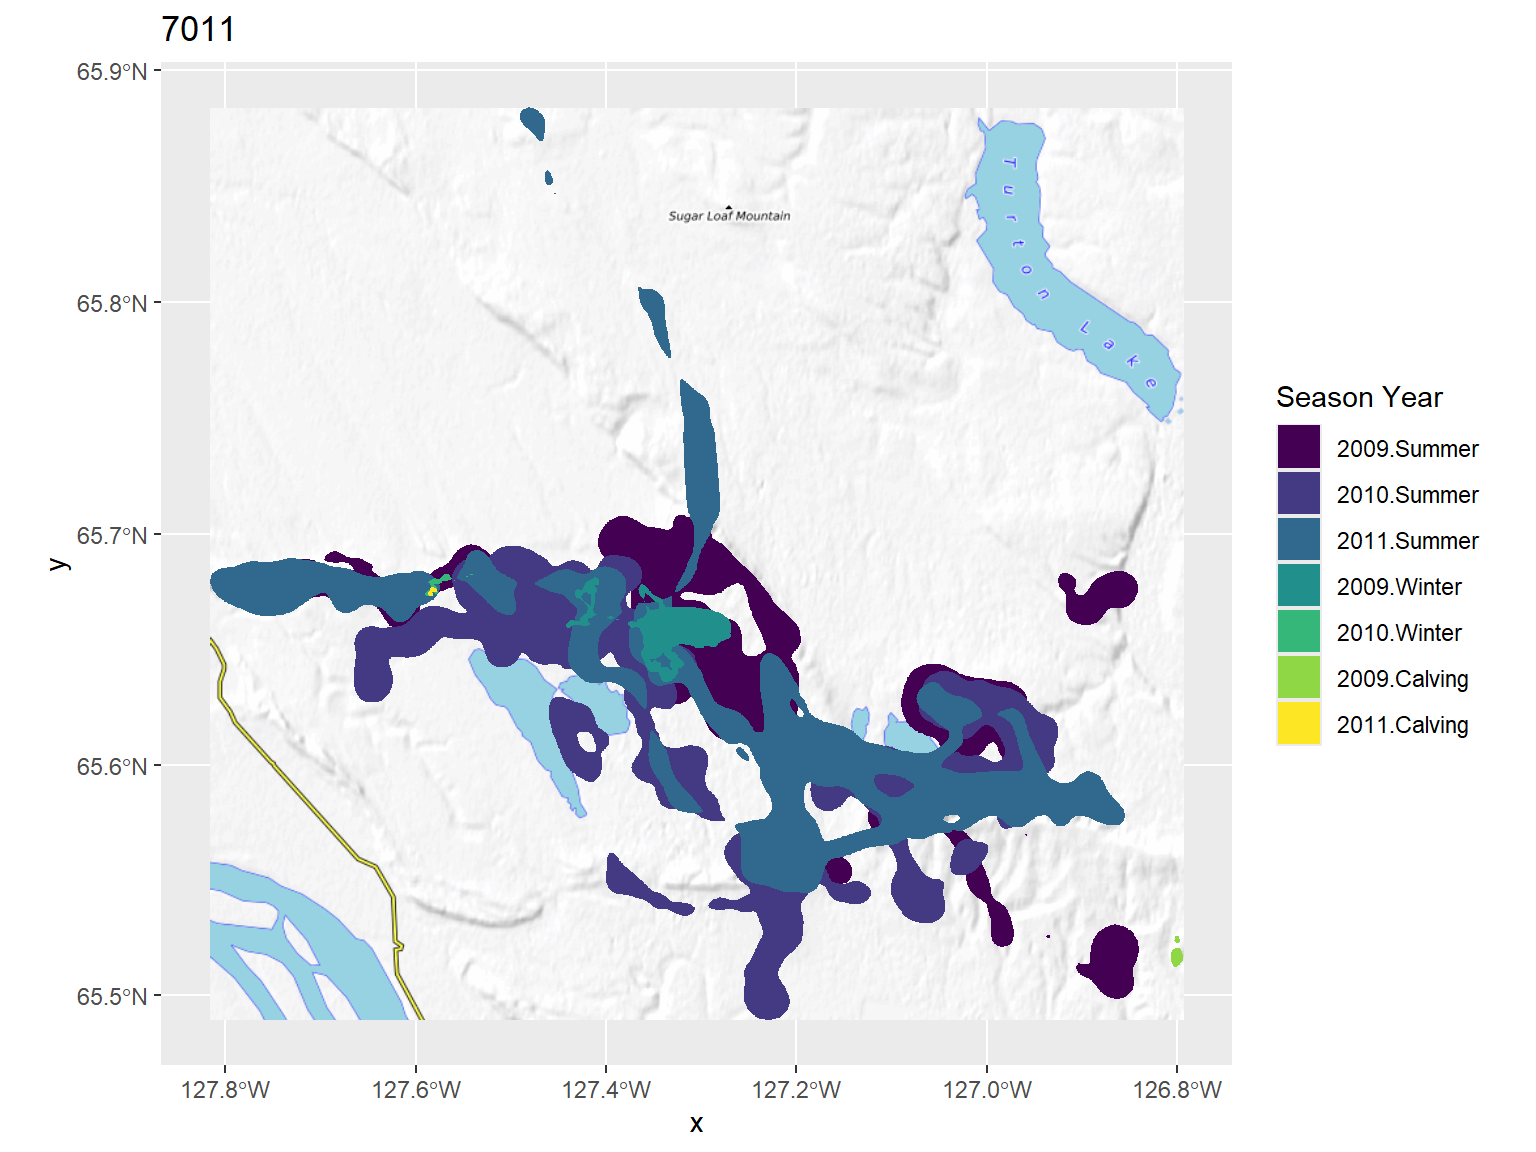 7011
65.9°N
65.8°N
65.7°N
65.6°N
65.5°N
y
Sugar Loaf Mountain
Turton Lake
127.8°W 127.6°W 127.4°W 127.2°W 127.0°W 126.8°W
x
Season Year
2009.Summer
2010.Summer
2011.Summer
2009.Winter
2010.Winter
2009.Calving
2011.Calving